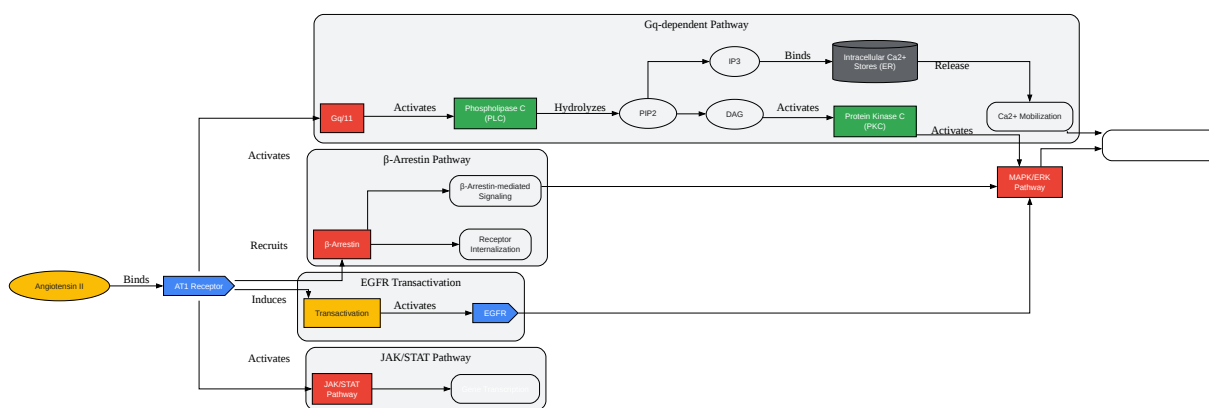 Gq-dependent Pathway
IP3
Binds
Intracellular Ca2+
Stores (ER)
Release
Gq/11
Activates
Phospholipase C
(PLC)
Hydrolyzes
PIP2
DAG
Activates
Protein Kinase C
(PKC)
Ca2+ Mobilization
Activates
Activates
β-Arrestin Pathway
β-Arrestin-mediated
Signaling
MAPK/ERK
Pathway
Recruits
β-Arrestin
Receptor
Internalization
Angiotensin II
Binds
AT1 Receptor
EGFR Transactivation
Induces
Transactivation
Activates
EGFR
Activates
JAK/STAT Pathway
JAK/STAT
Pathway